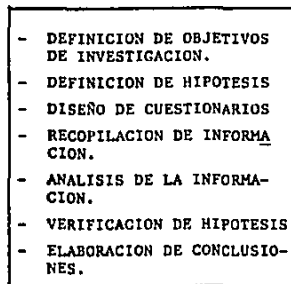 - DEFINICION DE OBJETIVOS
DE INVESTIGACION.
- DEFINICION DE HIPOTESIS
- DISEÑO DE CUESTIONARIOS
- RECOPILACION DE INFORMA
CION.
- ANALISIS DE LA INFORMA-
CION.
- VERIFICACION DE HIPOTESIS
- ELABORACION DE CONCLUSIO-
NES.